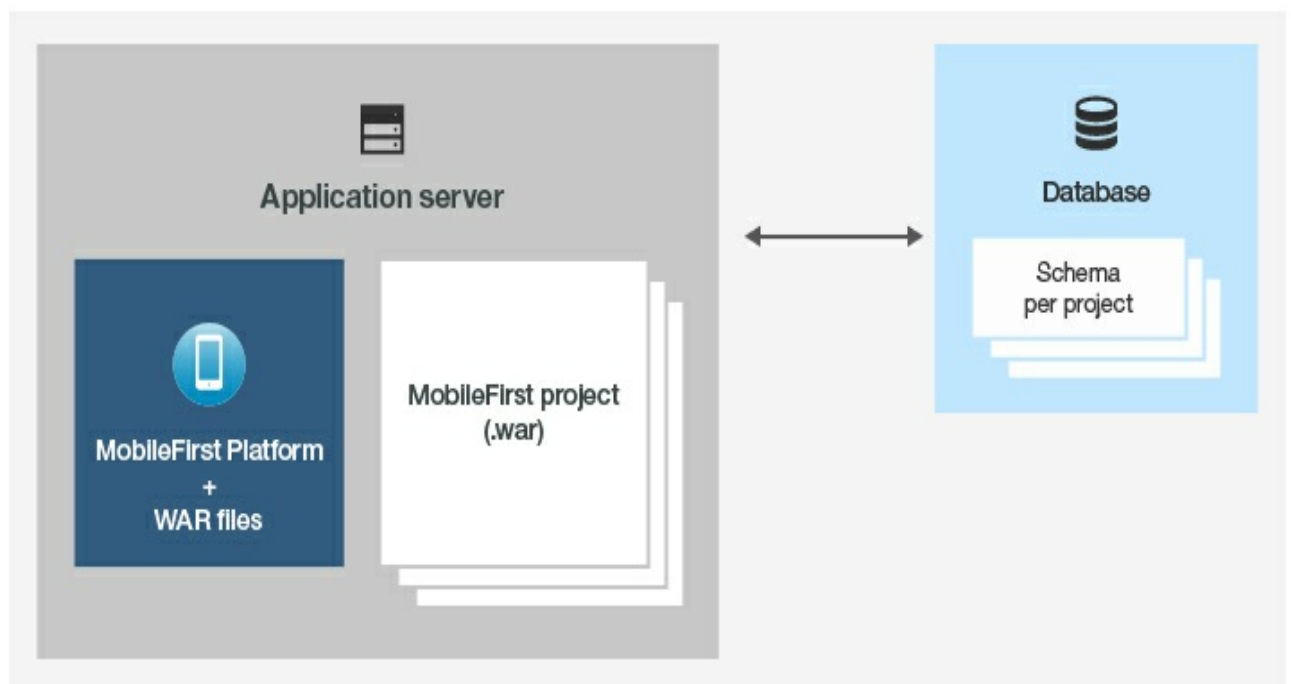 Application server
MobileFirst Platform
+
WAR files
MobileFirst project
(.war)
Database
Schema
per project